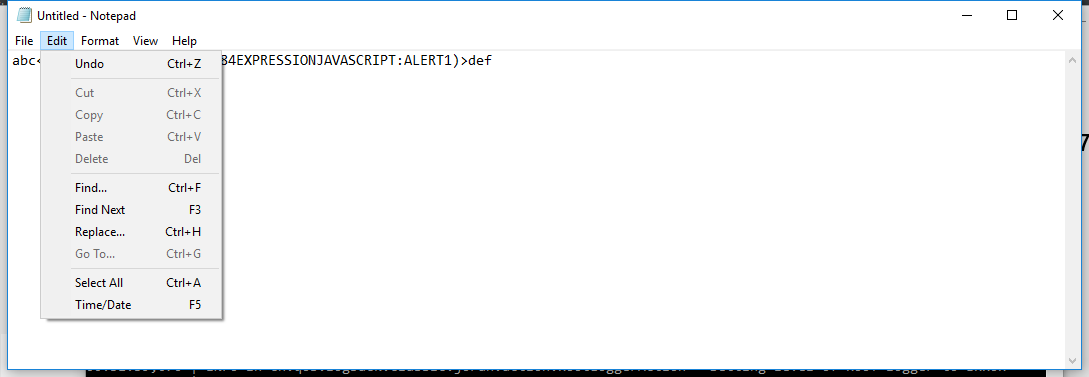 Untitled - Notepad
File Edit Format View Help
abc< 84EXPRESSIONJAVASCRIPT:ALERT1)>def
Undo Ctrl+Z
Cut Ctrl+X
Copy Ctrl+C
Paste Ctrl+V
Delete Del
Find... Ctrl+F
Find Next F3
Replace... Ctrl+H
Go To... Ctrl+G
Select All Ctrl+A
Time/Date F5
7